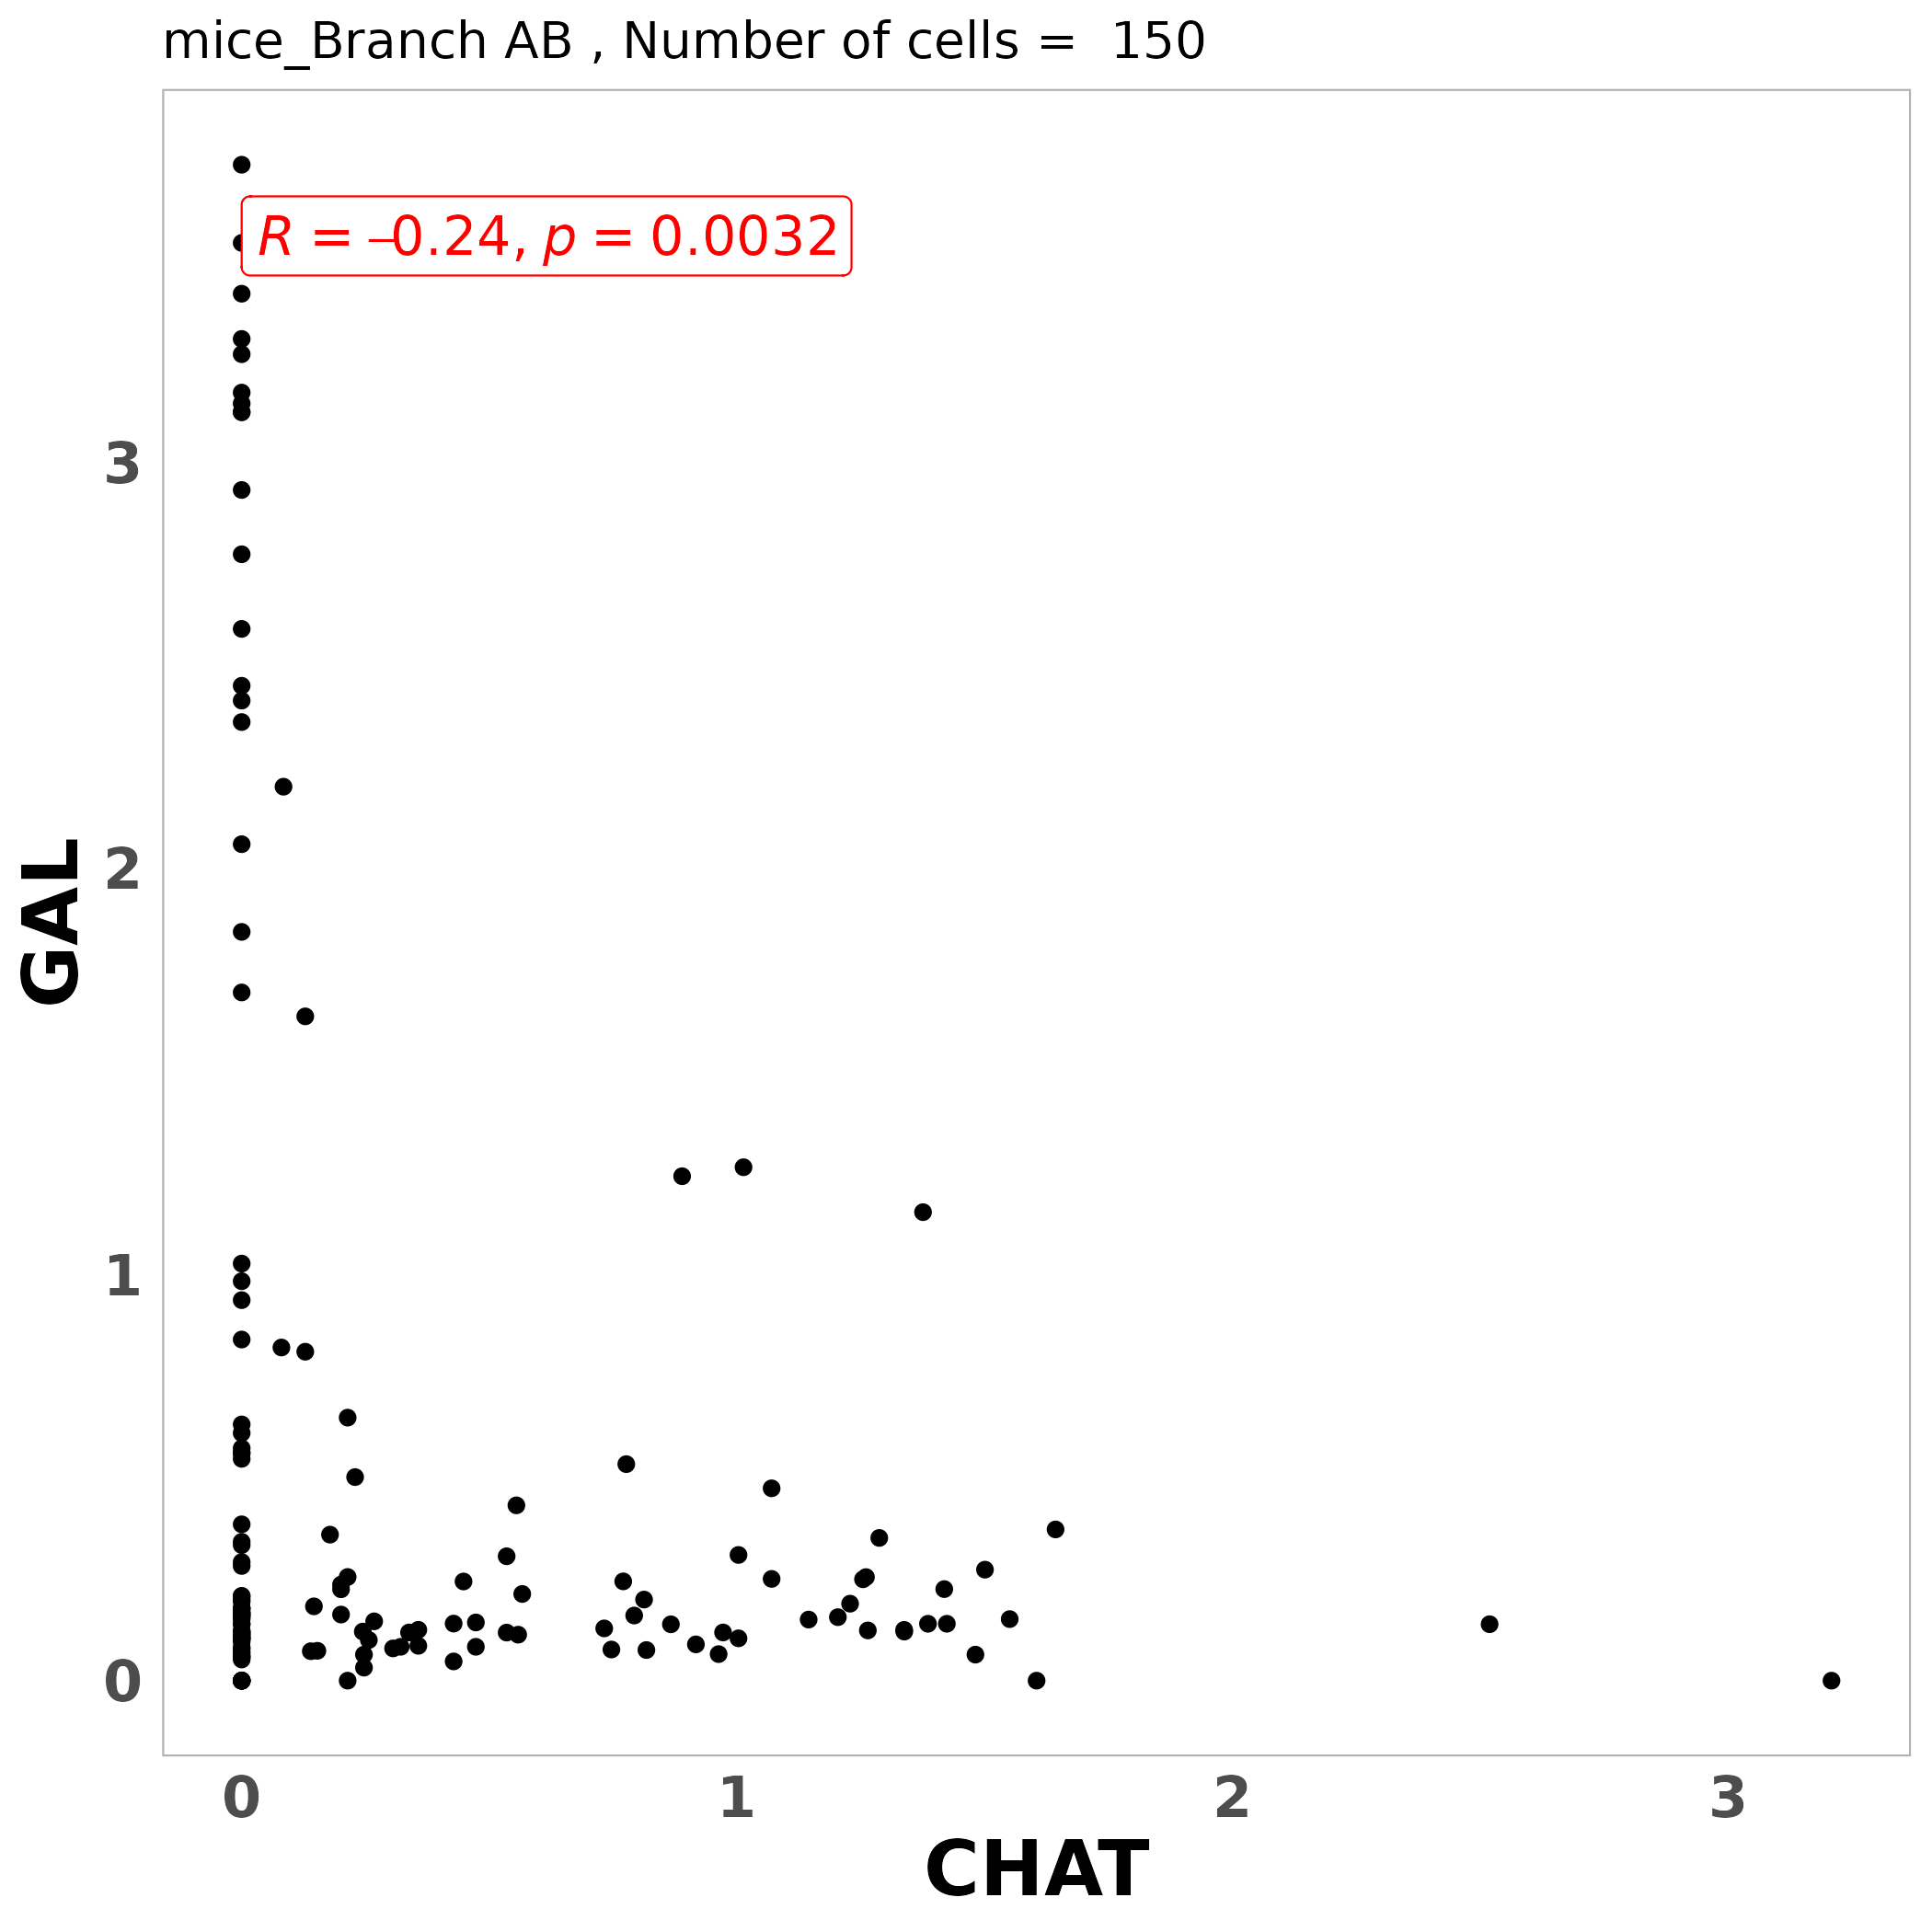 mice_Branch AB , Number of cells =  150
R = –0.24, p = 0.0032
3
2
1
0
GAL
0 1 2 3
CHAT